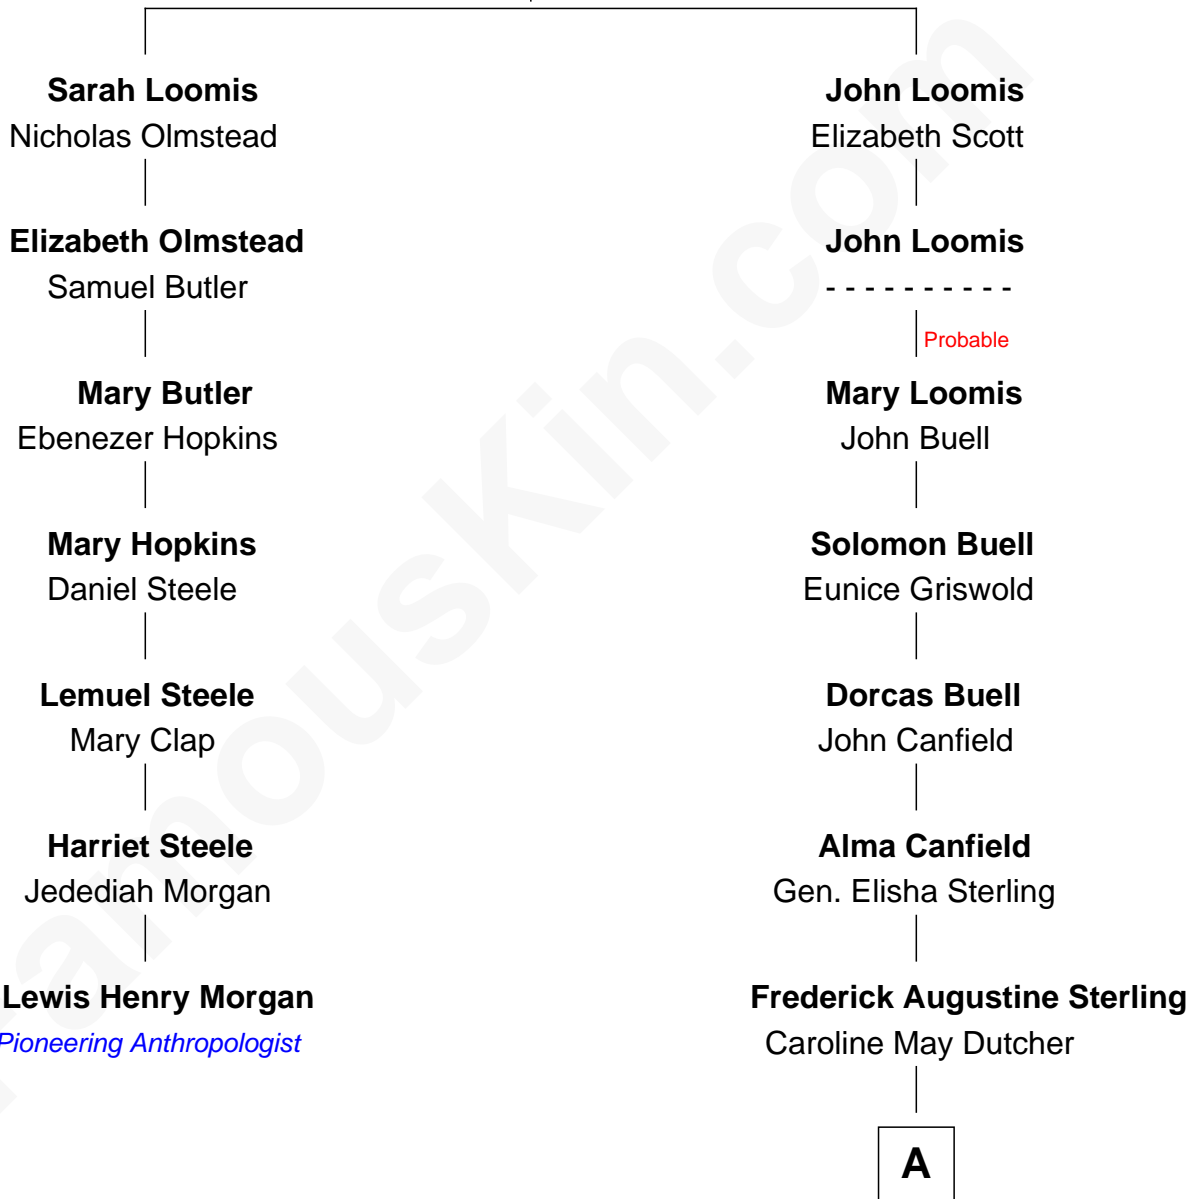 Sarah Loomis
Nicholas Olmstead
Elizabeth Olmstead
Samuel Butler
Mary Butler
Ebenezer Hopkins
Mary Hopkins
Daniel Steele
Lemuel Steele
Mary Clap
Harriet Steele
Jedediah Morgan
Lewis Henry Morgan
Pioneering Anthropologist
John Loomis
Elizabeth Scott
John Loomis
- - - - - - - - - -
Probable
Mary Loomis
John Buell
Solomon Buell
Eunice Griswold
Dorcas Buell
John Canfield
Alma Canfield
Gen. Elisha Sterling
Frederick Augustine Sterling
Caroline May Dutcher
A
FamousKin.com